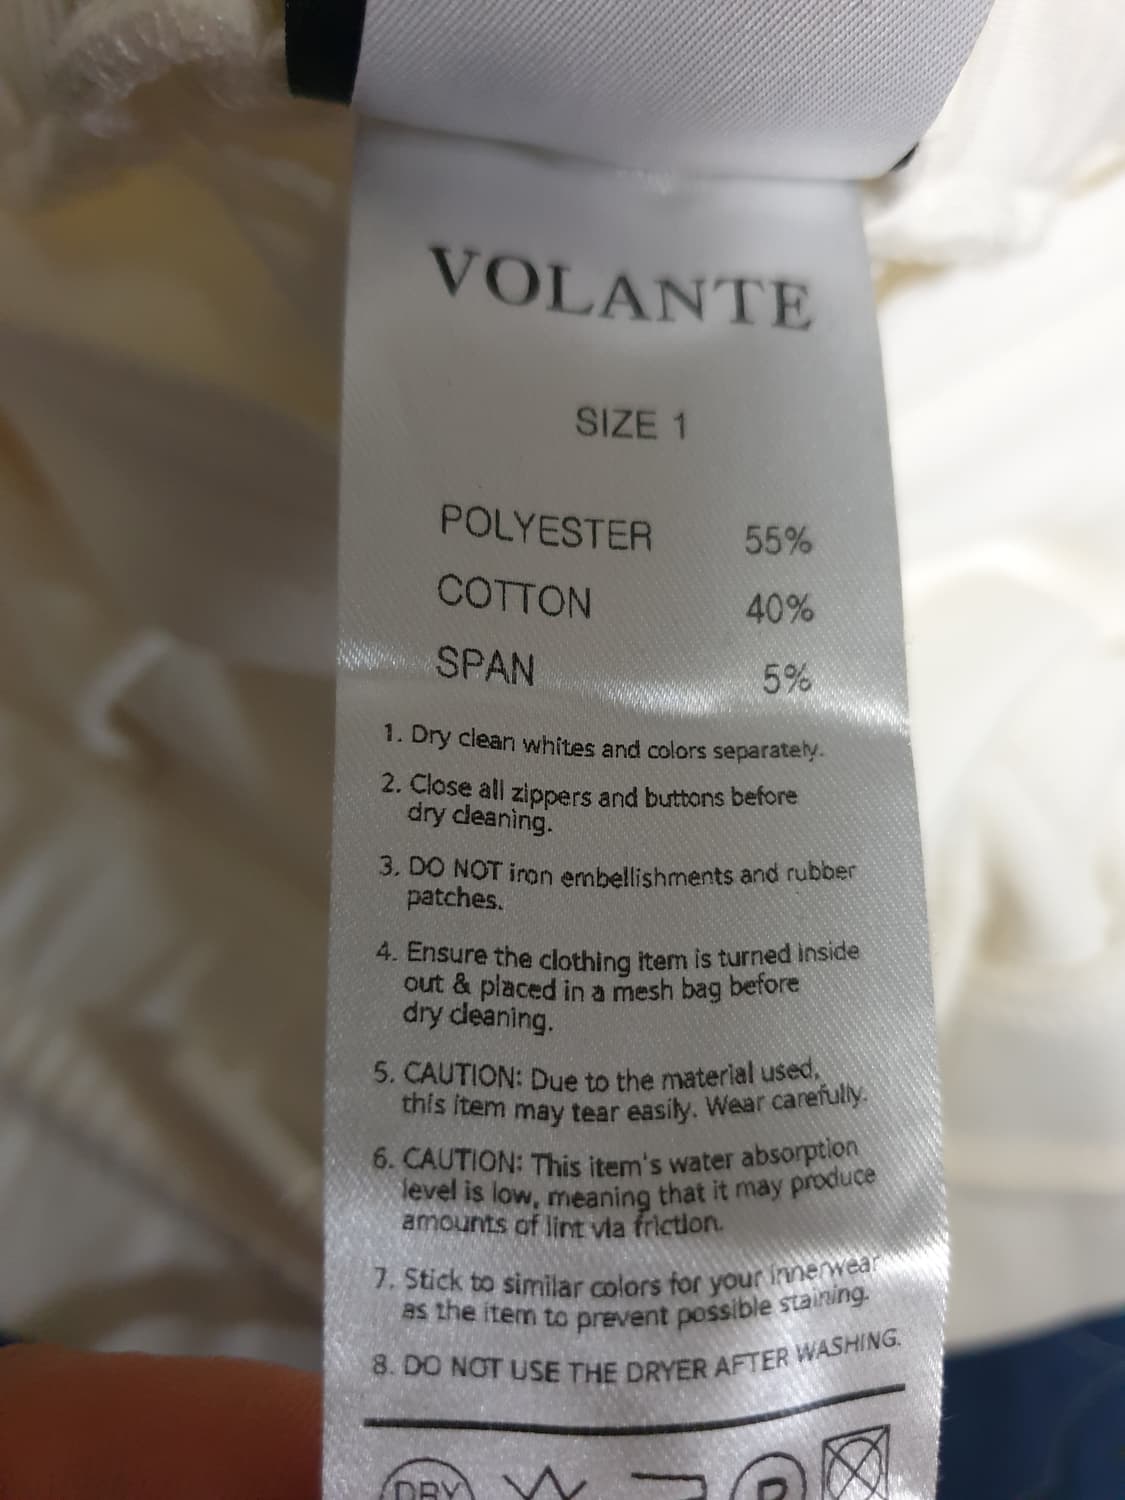 VOLANTE
SIZE 1
POLYESTER 55%
COTTON 40%
SPAN 5%
1. Dry clean whites and colors separately.
2. Close all zippers and buttons before
dry cleaning.
3. DO NOT iron embellishments and rubber
patches.
4. Ensure the clothing item is turned inside
out & placed in a mesh bag before
dry cleaning.
5. CAUTION: Due to the material used,
this item may tear easily. Wear carefully.
6. CAUTION: This item's water absorption
level is low, meaning that it may produce
amounts of lint via friction.
7. Stick to similar colors for your innerwear
as the item to prevent possible staining.
8. DO NOT USE THE DRYER AFTER WASHING.
DRY P